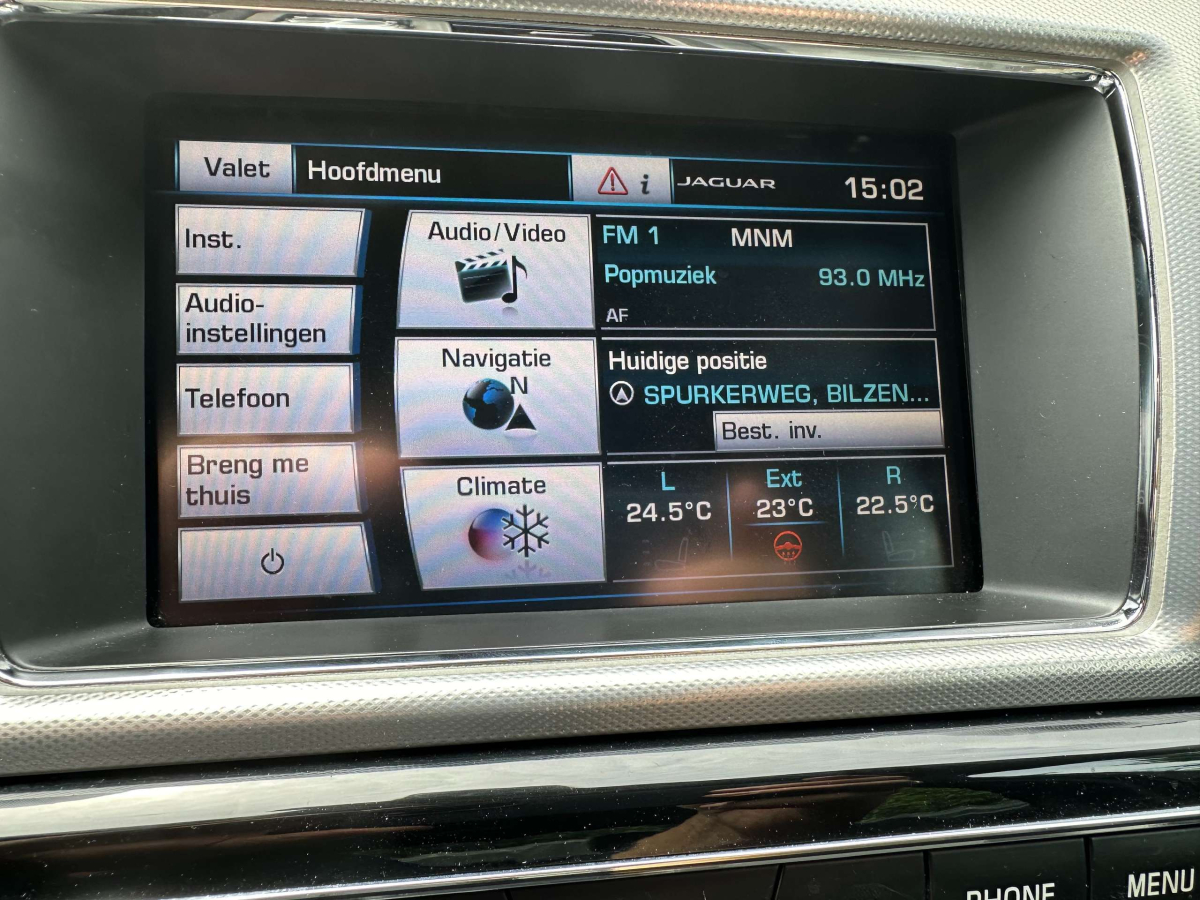 Valet
Hoofdmenu
i
JAGUAR
15:02
Inst.
Audio-
instellingen
Telefoon
Breng me
thuis
Audio/Video
Navigatie
N
Climate
FM 1
MNM
Popmuziek
93.0 MHz
AF
Huidige positie
SPURKERWEG, BILZEN...
Best. inv.
L
Ext
R
24.5°C
23°C
22.5°C
PHONE
MENU